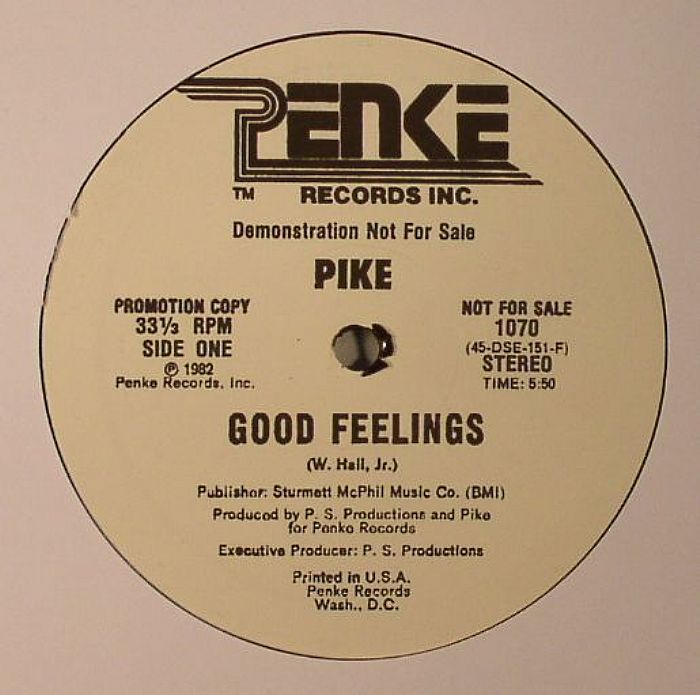 PENKE
TM RECORDS INC.
Demonstration Not For Sale
PIKE
PROMOTION COPY
33⅓ RPM
SIDE ONE
℗ 1982
Penke Records, Inc.
NOT FOR SALE
1070
(45-DSE-151-F)
STEREO
TIME: 5:50
GOOD FEELINGS
(W. Hall, Jr.)
Publisher: Sturmett McPhil Music Co. (BMI)
Produced by P. S. Productions and Pike
for Penke Records
Executive Producer: P. S. Productions
Printed in U.S.A.
Penke Records
Wash., D.C.